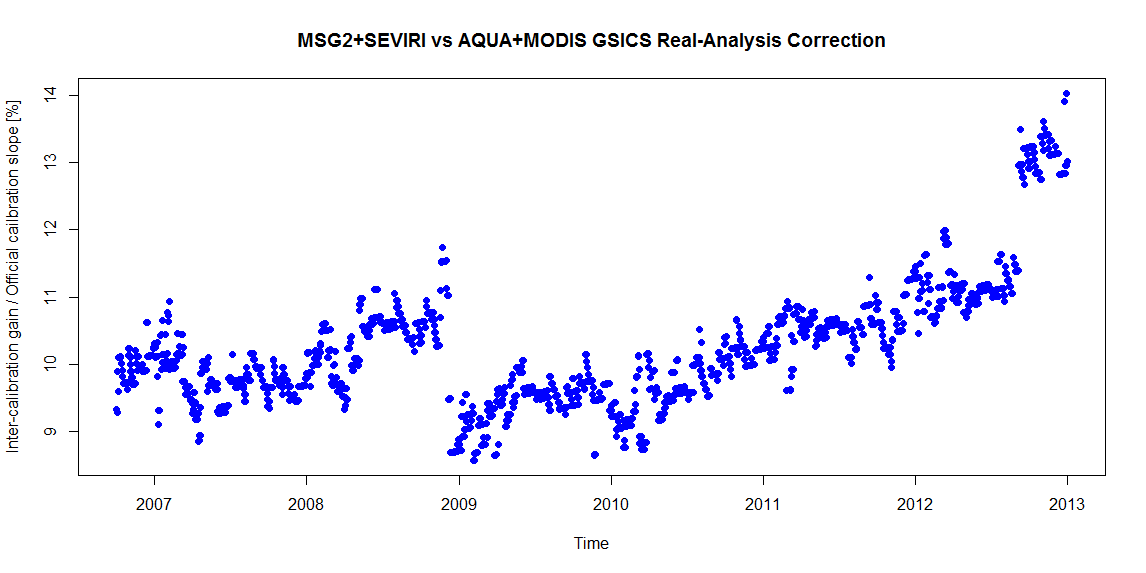 MSG2+SEVIRI vs AQUA+MODIS GSICS Real-Analysis Correction
Inter-calibration gain / Official cailbration slope [%]
14
13
12
11
10
9
2007 2008 2009 2010 2011 2012 2013
Time